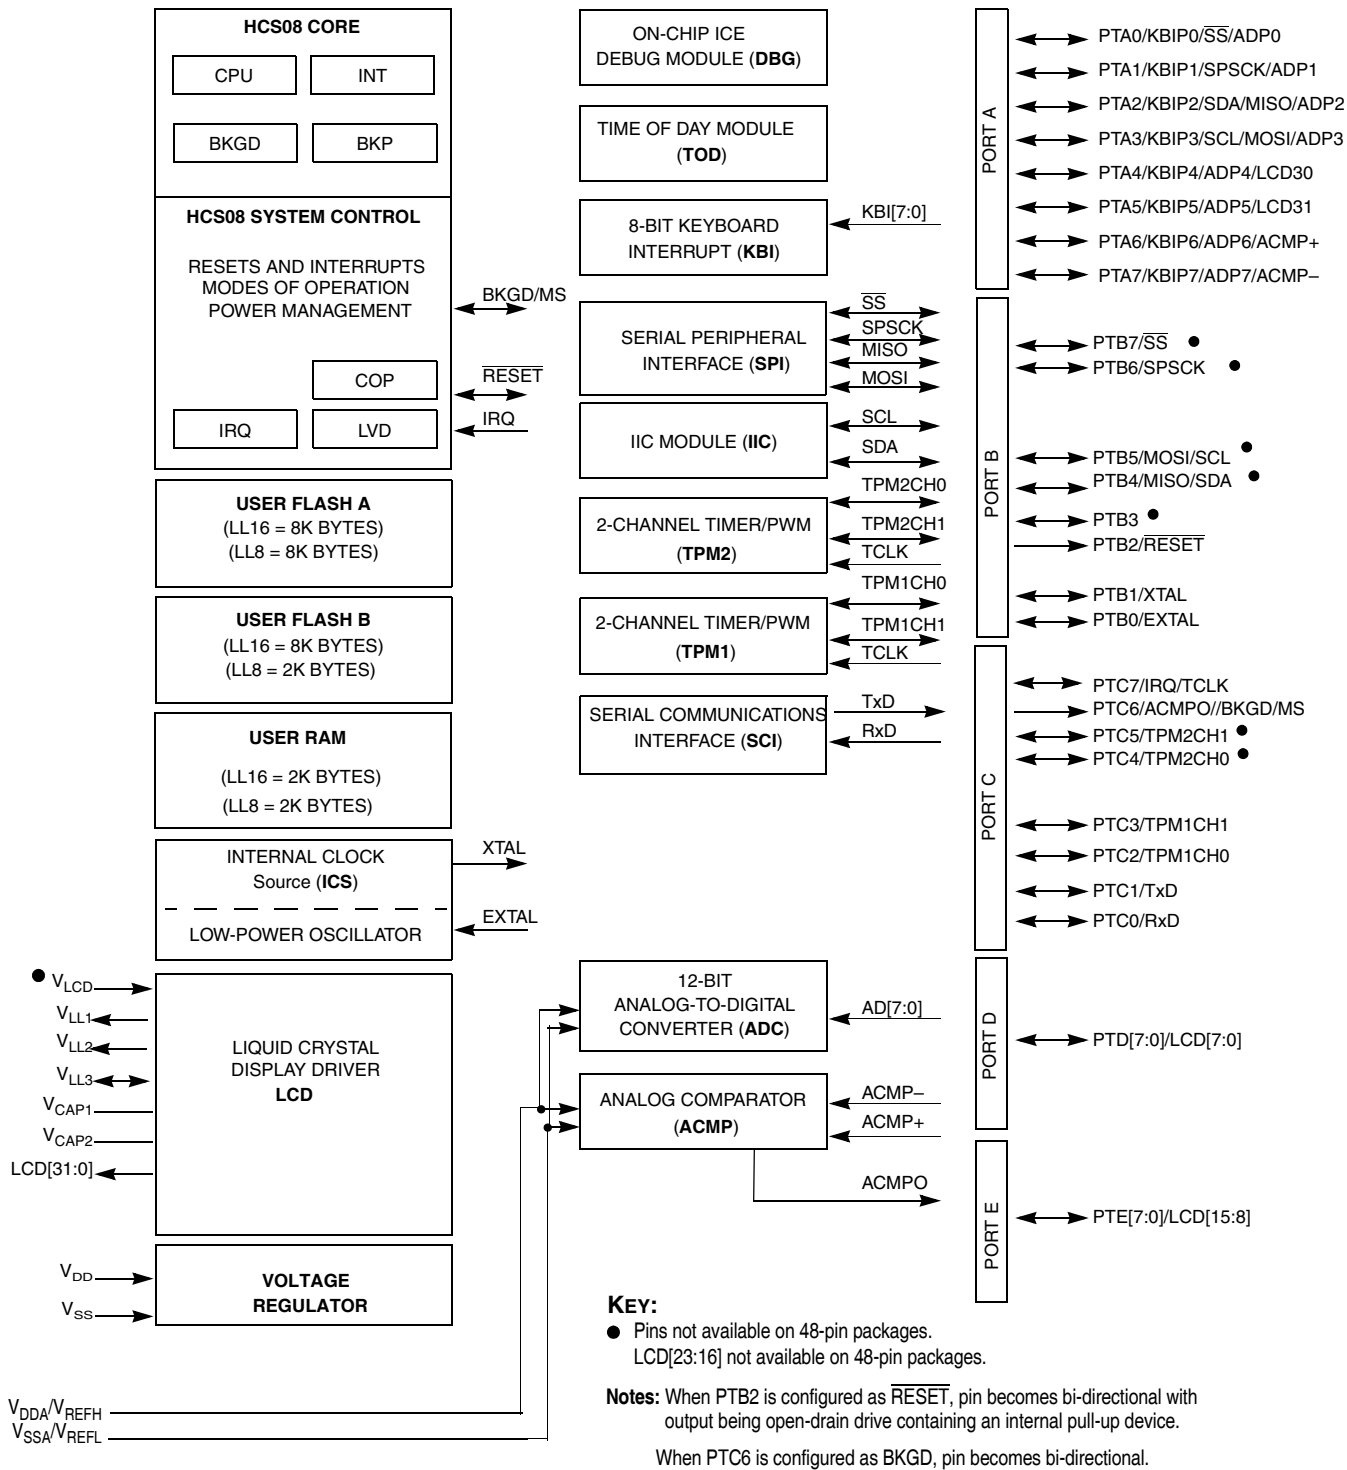 HCS08 CORE
CPU
INT
BKGD
BKP
HCS08 SYSTEM CONTROL
RESETS AND INTERRUPTS
MODES OF OPERATION
POWER MANAGEMENT
BKGD/MS
COP
RESET
IRQ
LVD
IRQ
USER FLASH A
(LL16 = 8K BYTES)
(LL8 = 8K BYTES)
USER FLASH B
(LL16 = 8K BYTES)
(LL8 = 2K BYTES)
USER RAM
(LL16 = 2K BYTES)
(LL8 = 2K BYTES)
INTERNAL CLOCK
Source (ICS)
XTAL
LOW-POWER OSCILLATOR
EXTAL
● VLCD
VLL1
VLL2
VLL3
VCAP1
VCAP2
LCD[31:0]
LIQUID CRYSTAL
DISPLAY DRIVER
LCD
VDD
VSS
VOLTAGE
REGULATOR
VDDA/VREFH
VSSA/VREFL
ON-CHIP ICE
DEBUG MODULE (DBG)
TIME OF DAY MODULE
(TOD)
8-BIT KEYBOARD
INTERRUPT (KBI)
KBI[7:0]
SERIAL PERIPHERAL
INTERFACE (SPI)
SS
SPSCK
MISO
MOSI
IIC MODULE (IIC)
SCL
SDA
2-CHANNEL TIMER/PWM
(TPM2)
TPM2CH0
TPM2CH1
TCLK
2-CHANNEL TIMER/PWM
(TPM1)
TPM1CH0
TPM1CH1
TCLK
SERIAL COMMUNICATIONS
INTERFACE (SCI)
TxD
RxD
12-BIT
ANALOG-TO-DIGITAL
CONVERTER (ADC)
AD[7:0]
ANALOG COMPARATOR
(ACMP)
ACMP–
ACMP+
ACMPO
PORT A
PTA0/KBIP0/SS/ADP0
PTA1/KBIP1/SPSCK/ADP1
PTA2/KBIP2/SDA/MISO/ADP2
PTA3/KBIP3/SCL/MOSI/ADP3
PTA4/KBIP4/ADP4/LCD30
PTA5/KBIP5/ADP5/LCD31
PTA6/KBIP6/ADP6/ACMP+
PTA7/KBIP7/ADP7/ACMP–
PORT B
PTB7/SS ●
PTB6/SPSCK ●
PTB5/MOSI/SCL ●
PTB4/MISO/SDA ●
PTB3 ●
PTB2/RESET
PTB1/XTAL
PTB0/EXTAL
PORT C
PTC7/IRQ/TCLK
PTC6/ACMPO//BKGD/MS
PTC5/TPM2CH1 ●
PTC4/TPM2CH0 ●
PTC3/TPM1CH1
PTC2/TPM1CH0
PTC1/TxD
PTC0/RxD
PORT D
PTD[7:0]/LCD[7:0]
PORT E
PTE[7:0]/LCD[15:8]
KEY:
● Pins not available on 48-pin packages.
LCD[23:16] not available on 48-pin packages.
Notes: When PTB2 is configured as RESET, pin becomes bi-directional with
output being open-drain drive containing an internal pull-up device.
When PTC6 is configured as BKGD, pin becomes bi-directional.